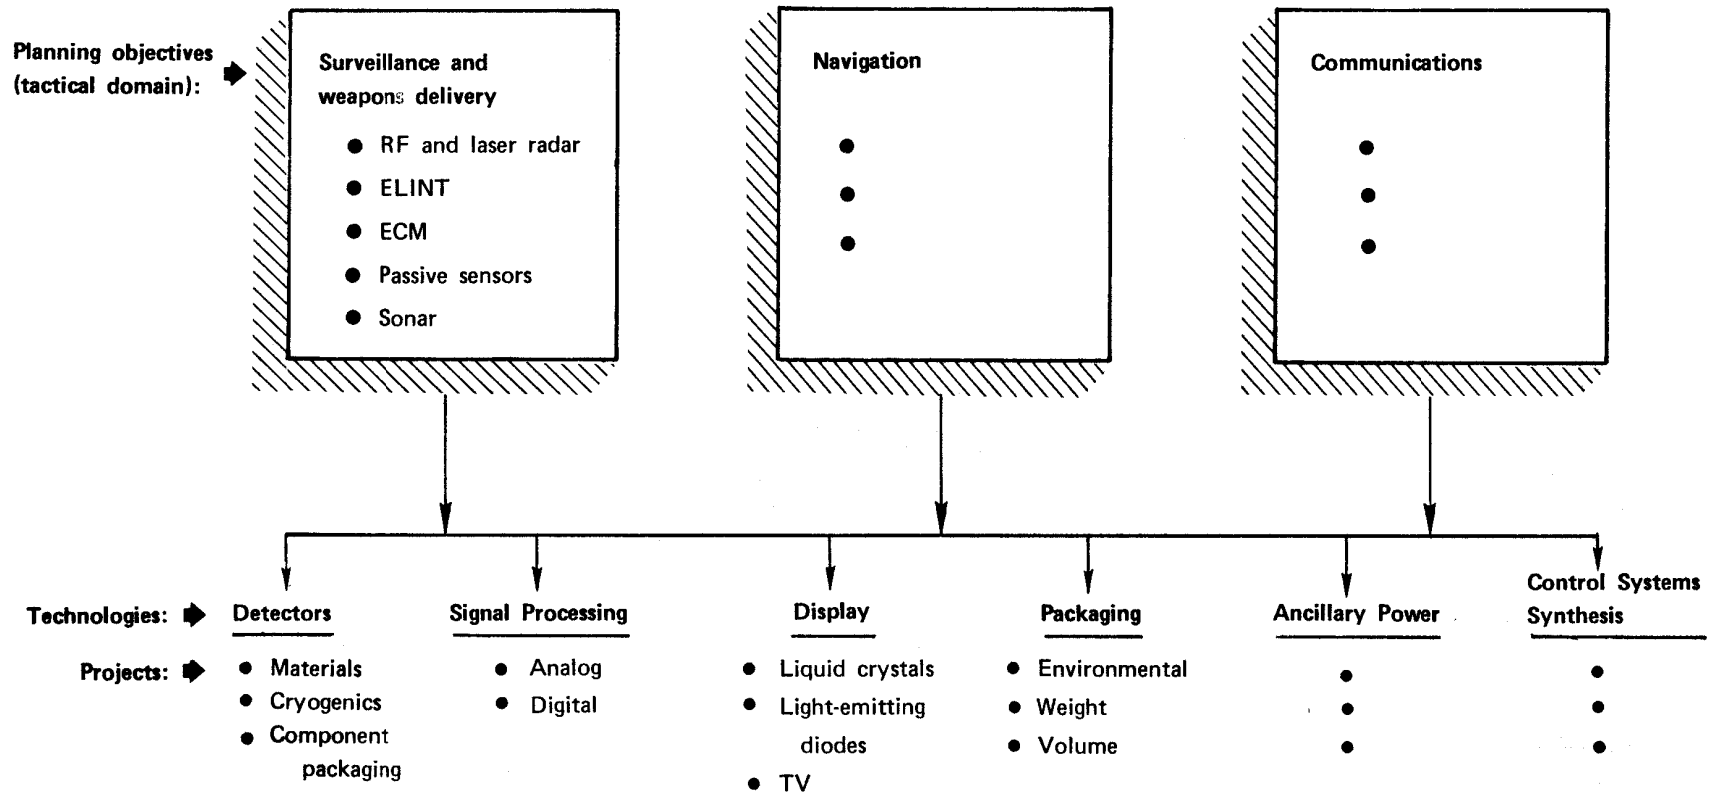 Planning objectives
(tactical domain):
Surveillance and
weapons delivery
● RF and laser radar
● ELINT
● ECM
● Passive sensors
● Sonar
Navigation
●
●
●
Communications
●
●
●
Technologies:
Detectors
Signal Processing
Display
Packaging
Ancillary Power
Control Systems
Synthesis
Projects:
● Materials
● Cryogenics
● Component
packaging
● Analog
● Digital
● Liquid crystals
● Light-emitting
diodes
● TV
● Environmental
● Weight
● Volume
●
●
●
●
●
●